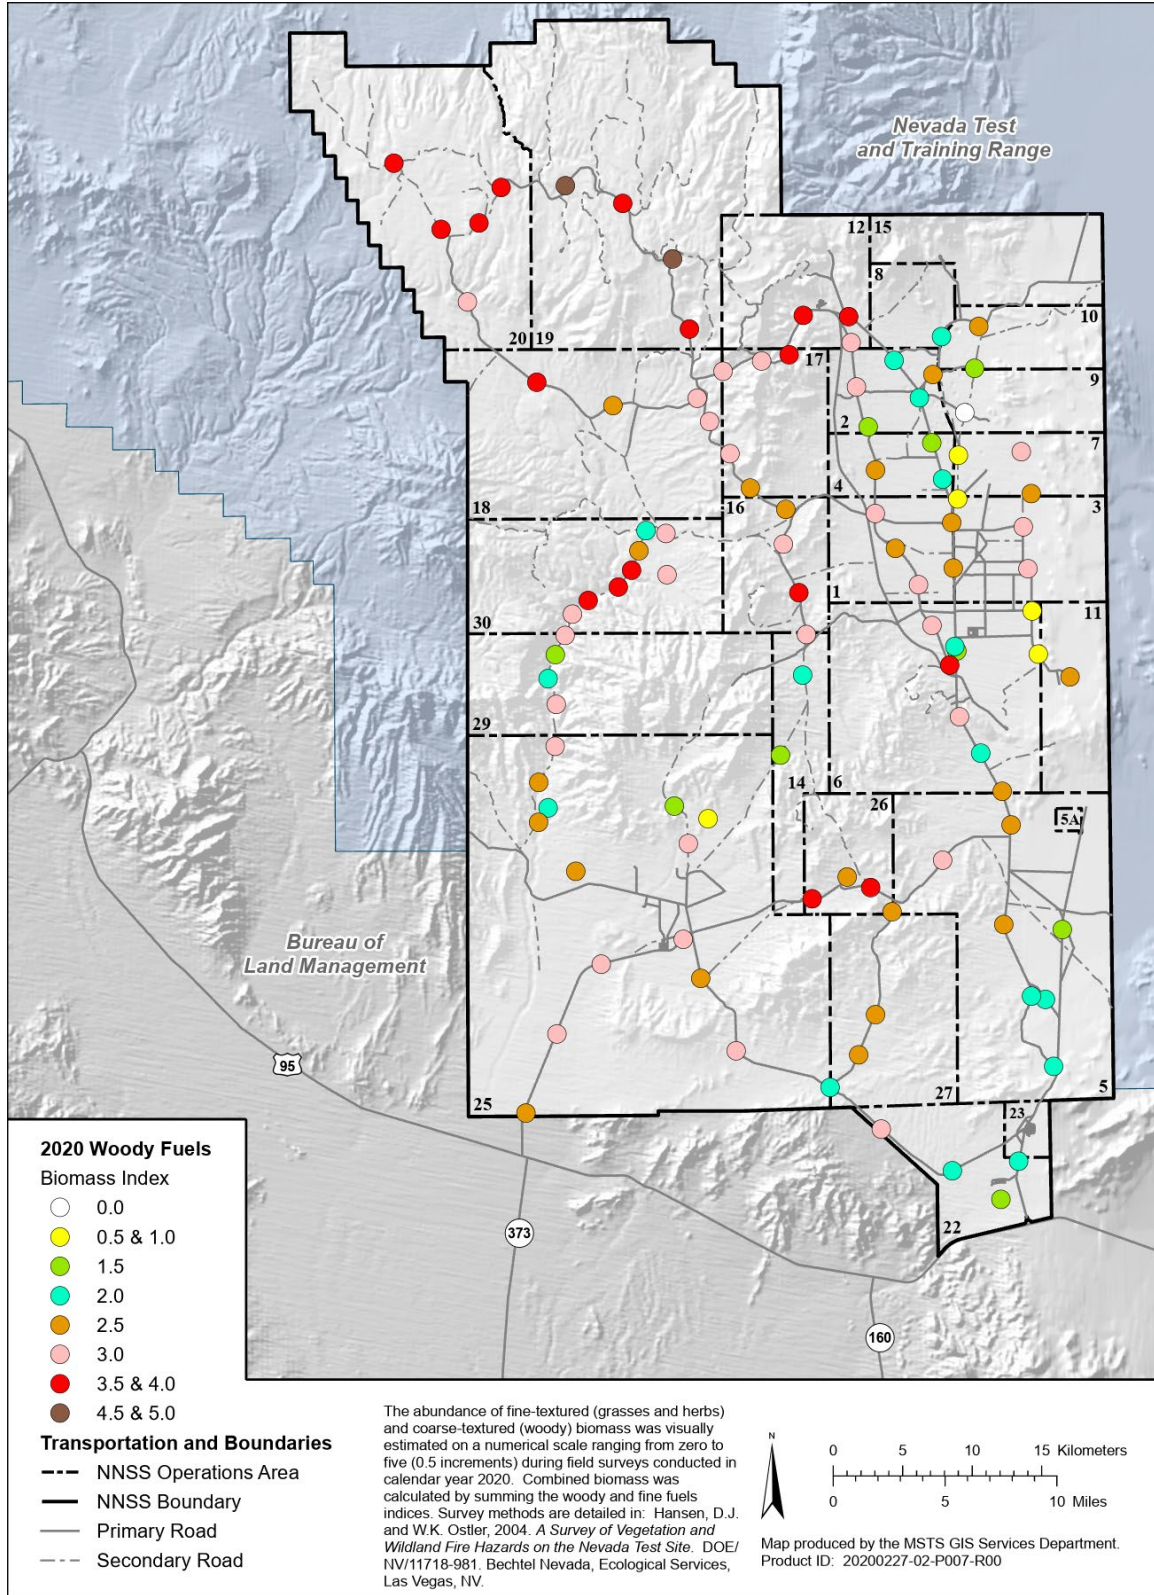 Nevada Test
and Training Range
12
15
8
10
20
19
17
9
2
7
4
3
18
16
1
11
30
29
14
6
26
5A
Bureau of
Land Management
95
25
27
5
23
22
373
160
2020 Woody Fuels
Biomass Index
0.0
0.5 & 1.0
1.5
2.0
2.5
3.0
3.5 & 4.0
4.5 & 5.0
Transportation and Boundaries
NNSS Operations Area
NNSS Boundary
Primary Road
Secondary Road
The abundance of fine-textured (grasses and herbs)
and coarse-textured (woody) biomass was visually
estimated on a numerical scale ranging from zero to
five (0.5 increments) during field surveys conducted in
calendar year 2020. Combined biomass was
calculated by summing the woody and fine fuels
indices. Survey methods are detailed in: Hansen, D.J.
and W.K. Ostler, 2004. A Survey of Vegetation and
Wildland Fire Hazards on the Nevada Test Site. DOE/
NV/11718-981. Bechtel Nevada, Ecological Services,
Las Vegas, NV.
N
0 5 10 15 Kilometers
0 5 10 Miles
Map produced by the MSTS GIS Services Department.
Product ID: 20200227-02-P007-R00